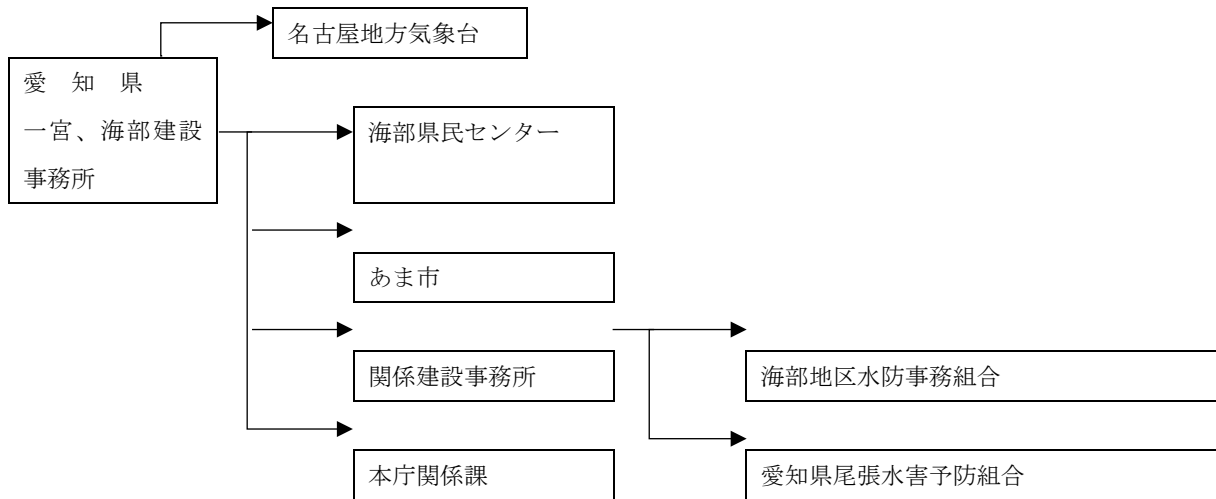 名古屋地方気象台
愛　知　県
一宮、海部建設
事務所
海部県民センター
あま市
関係建設事務所
海部地区水防事務組合
本庁関係課
愛知県尾張水害予防組合